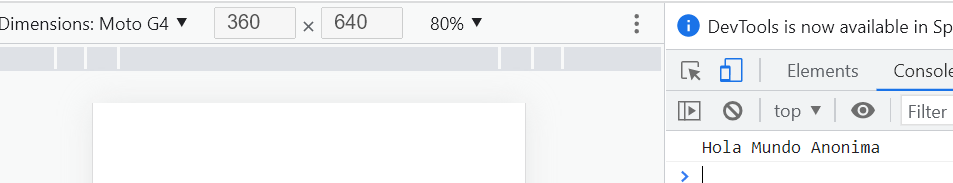 Dimensions: Moto G4 ▼ 360 × 640 80% ▼
DevTools is now available in Sp
Elements Console
top ▼ Filter
Hola Mundo Anonima
>